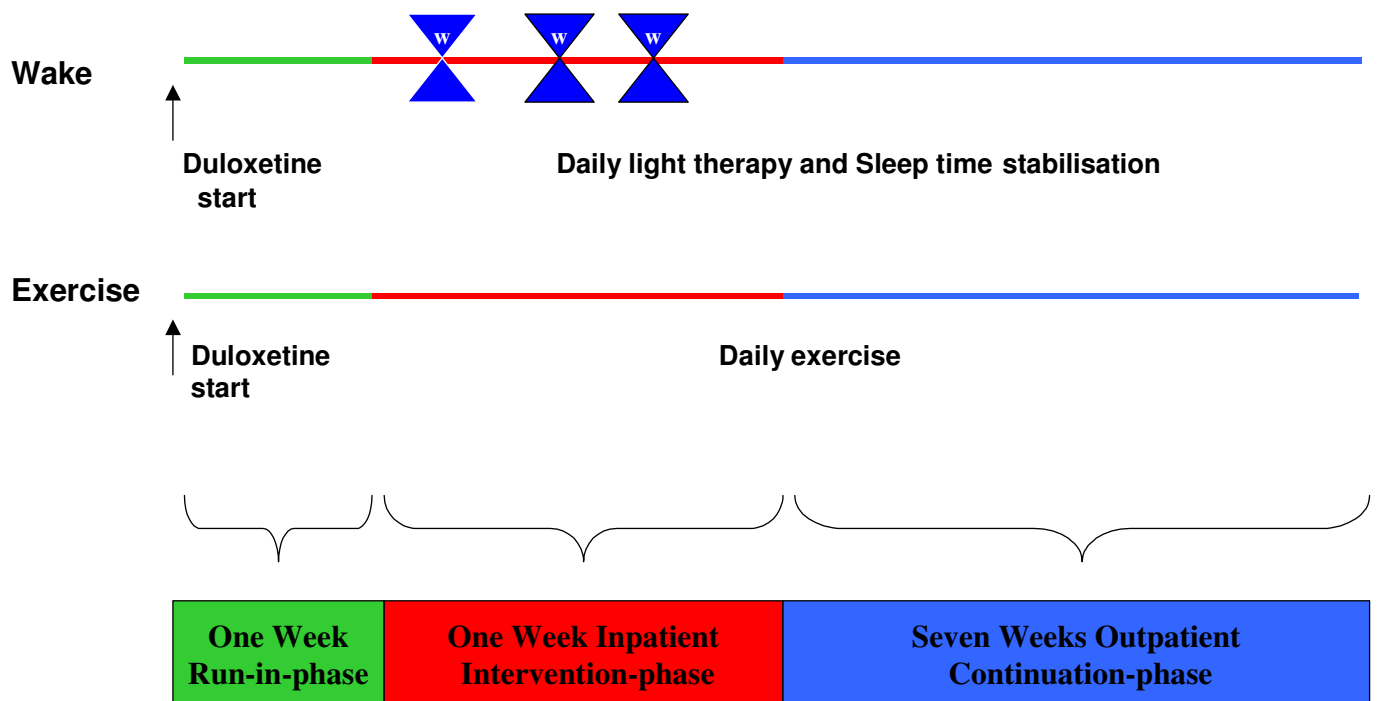 W W W
Wake
Duloxetine
start
Daily light therapy and Sleep time stabilisation
Exercise
Duloxetine
start
Daily exercise
One Week
Run-in-phase
One Week Inpatient
Intervention-phase
Seven Weeks Outpatient
Continuation-phase